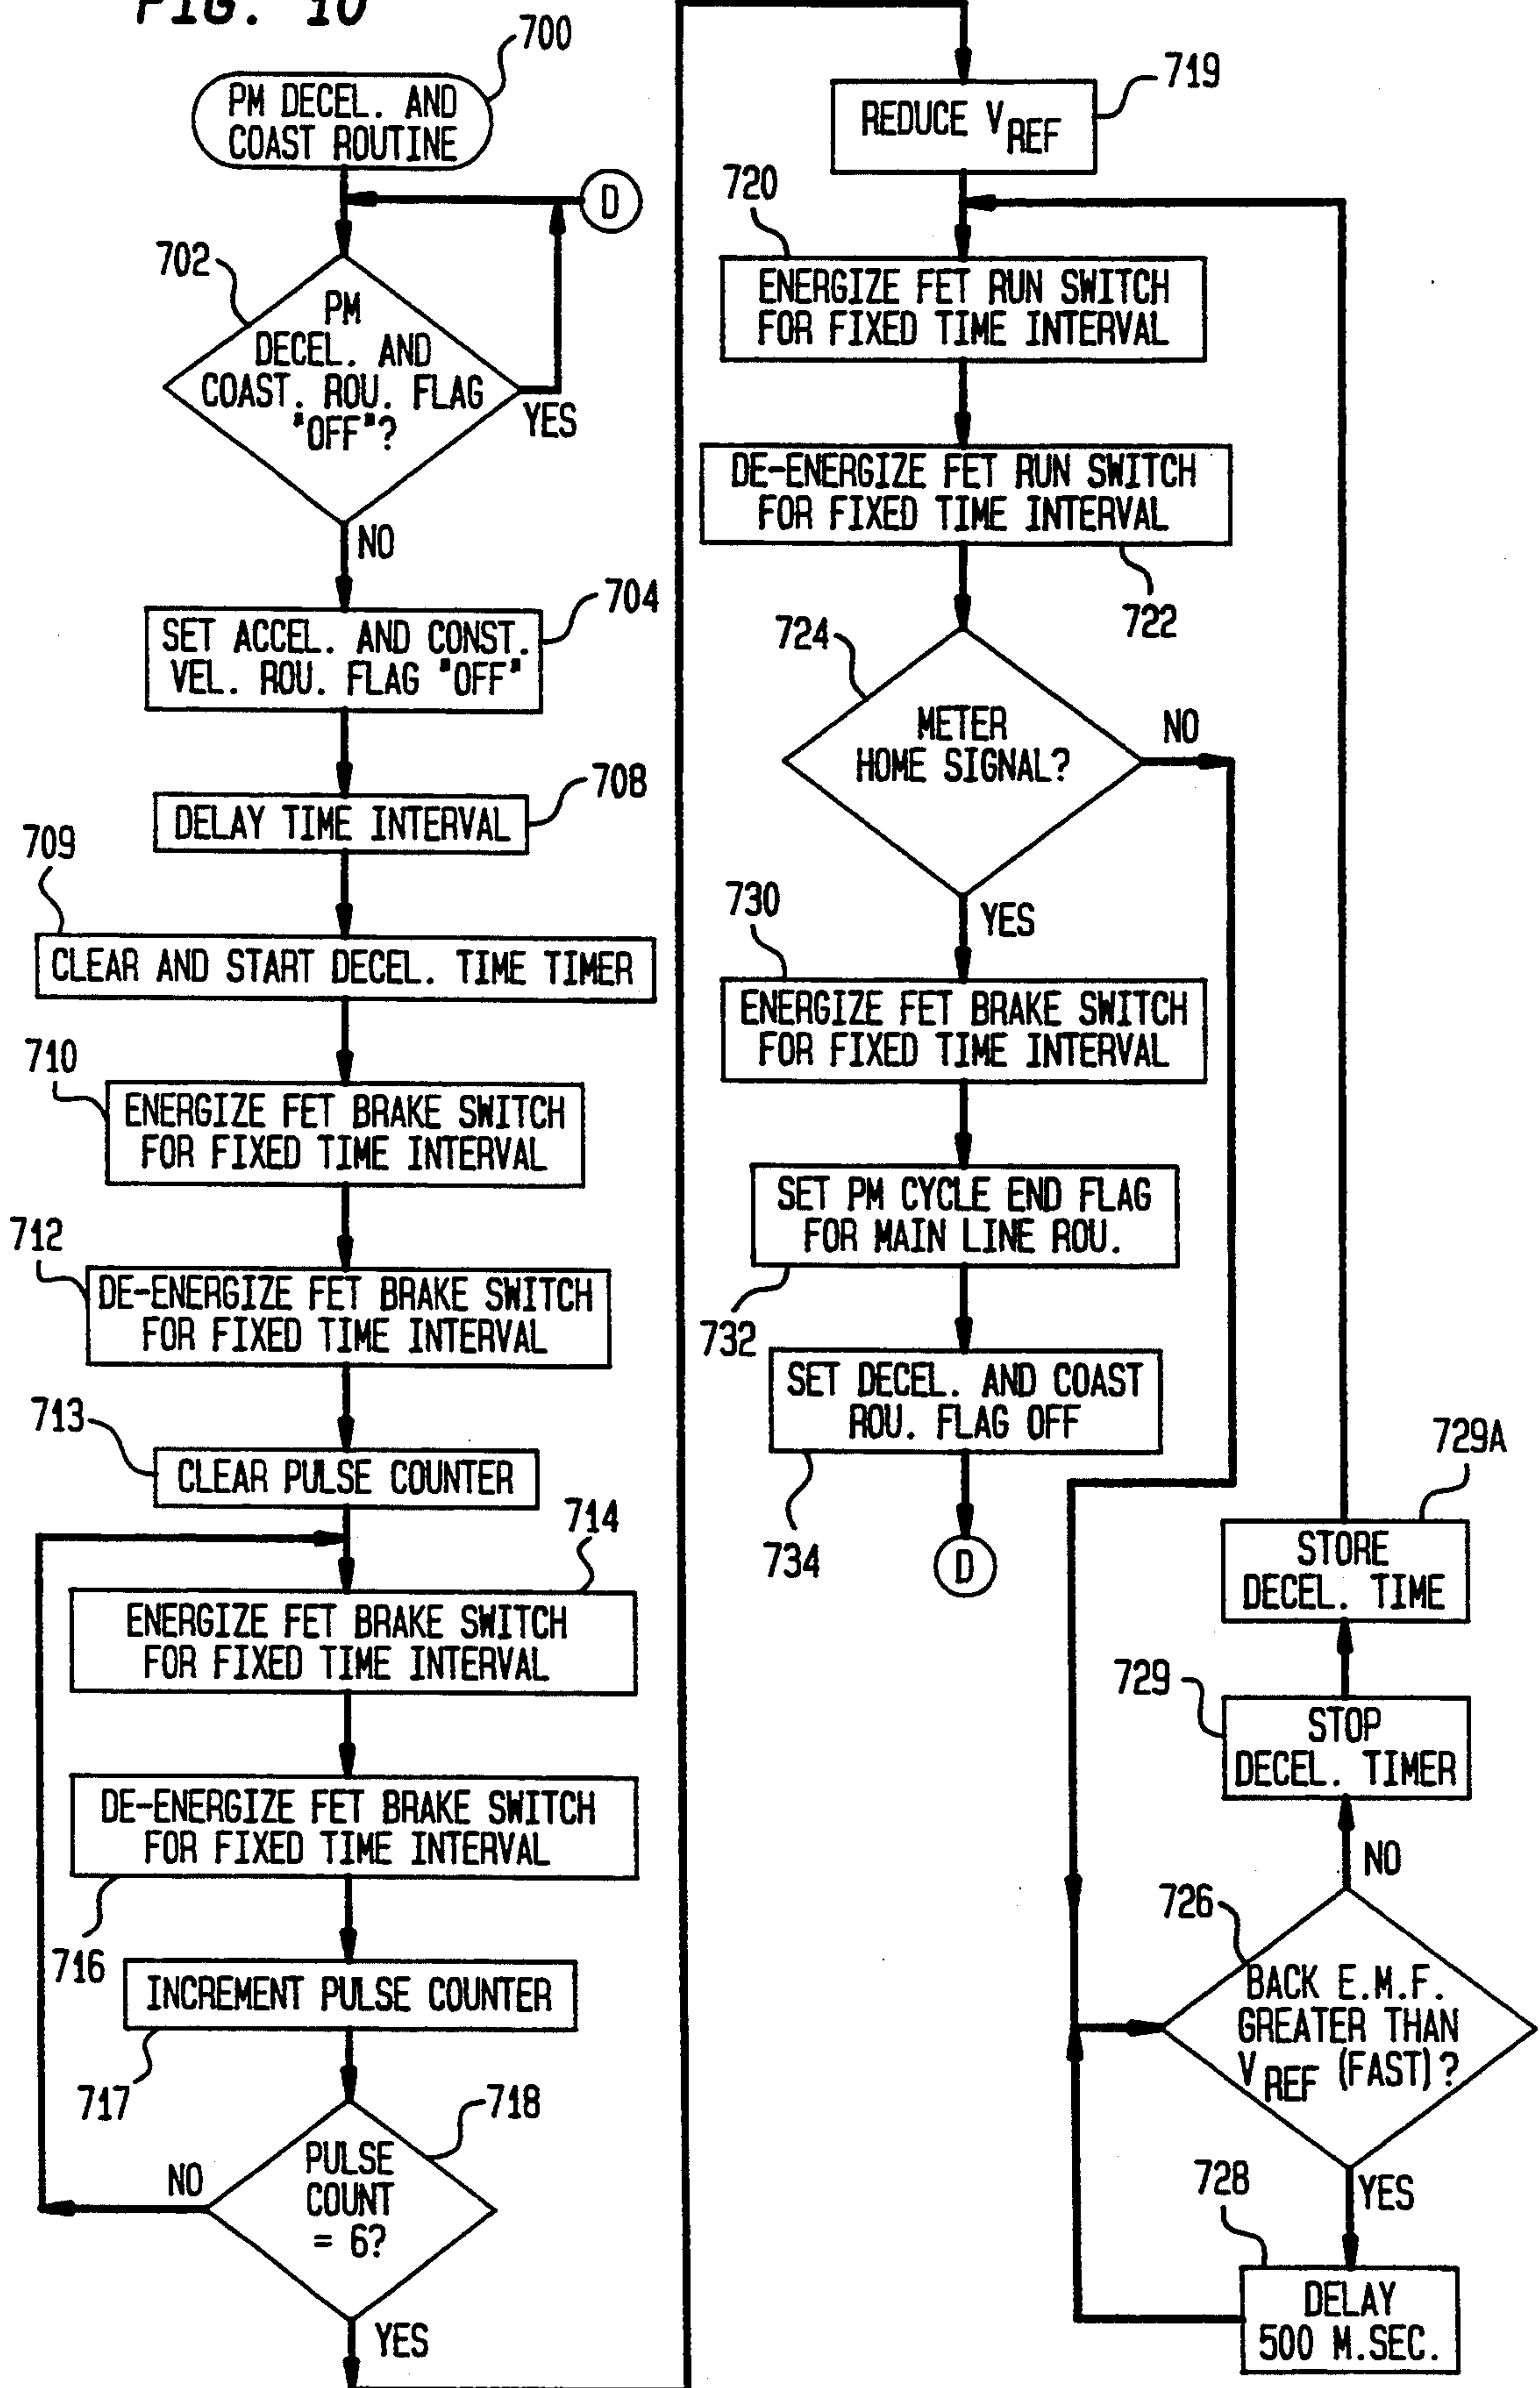 FIG. 10
700
PM DECEL. AND
COAST ROUTINE
D
702
PM
DECEL. AND
COAST. ROU. FLAG
"OFF"?
YES
NO
704
SET ACCEL. AND CONST.
VEL. ROU. FLAG "OFF"
708
DELAY TIME INTERVAL
709
CLEAR AND START DECEL. TIME TIMER
710
ENERGIZE FET BRAKE SWITCH
FOR FIXED TIME INTERVAL
712
DE-ENERGIZE FET BRAKE SWITCH
FOR FIXED TIME INTERVAL
713
CLEAR PULSE COUNTER
714
ENERGIZE FET BRAKE SWITCH
FOR FIXED TIME INTERVAL
DE-ENERGIZE FET BRAKE SWITCH
FOR FIXED TIME INTERVAL
716
INCREMENT PULSE COUNTER
717
718
PULSE
COUNT
= 6?
NO
YES
719
REDUCE VREF
720
ENERGIZE FET RUN SWITCH
FOR FIXED TIME INTERVAL
DE-ENERGIZE FET RUN SWITCH
FOR FIXED TIME INTERVAL
722
724
METER
HOME SIGNAL?
NO
YES
730
ENERGIZE FET BRAKE SWITCH
FOR FIXED TIME INTERVAL
SET PM CYCLE END FLAG
FOR MAIN LINE ROU.
732
SET DECEL. AND COAST
ROU. FLAG OFF
734
D
729A
STORE
DECEL. TIME
729
STOP
DECEL. TIMER
NO
726
BACK E.M.F.
GREATER THAN
VREF (FAST)?
YES
728
DELAY
500 M.SEC.